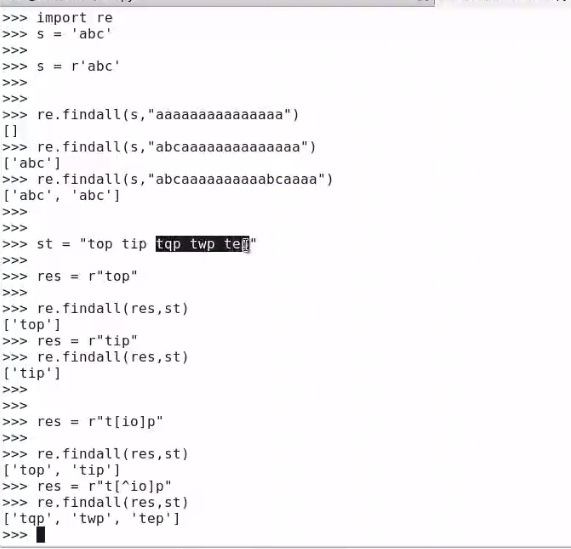 >>> import re
>>> s = 'abc'
>>>
>>> s = r'abc'
>>>
>>>
>>> re.findall(s,"aaaaaaaaaaaaaaa")
[]
>>> re.findall(s,"abcaaaaaaaaaaaaaa")
['abc']
>>> re.findall(s,"abcaaaaaaaaaabcaaaa")
['abc', 'abc']
>>>
>>>
>>> st = "top tip tqp twp tep"
>>>
>>> res = r"top"
>>>
>>> re.findall(res,st)
['top']
>>> res = r"tip"
>>> re.findall(res,st)
['tip']
>>>
>>>
>>> res = r"t[io]p"
>>>
>>> re.findall(res,st)
['top', 'tip']
>>> res = r"t[^io]p"
>>> re.findall(res,st)
['tqp', 'twp', 'tep']
>>>